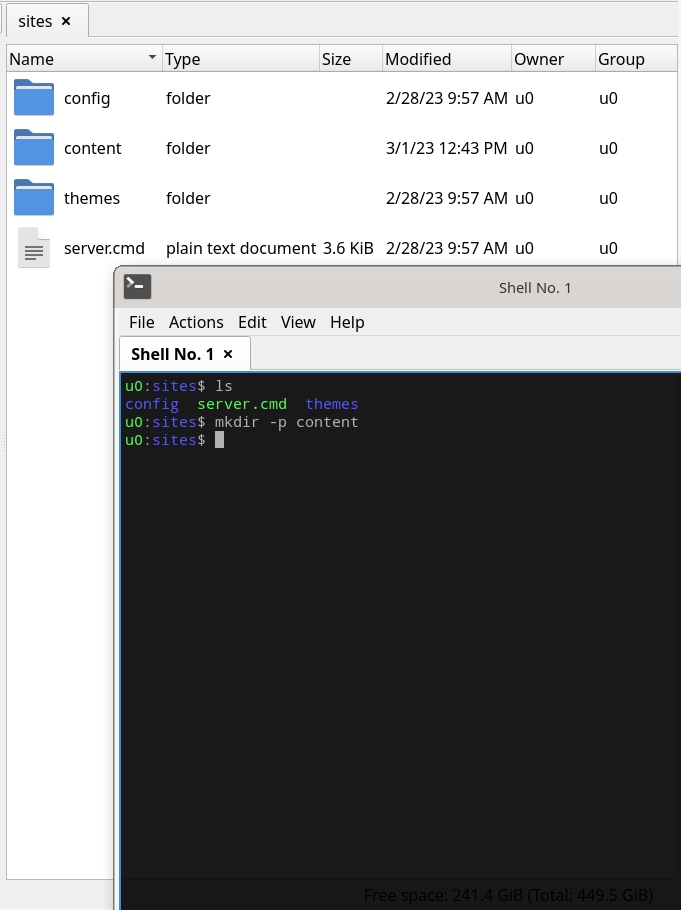 sites ×
Name Type Size Modified Owner Group
config folder 2/28/23 9:57 AM u0 u0
content folder 3/1/23 12:43 PM u0 u0
themes folder 2/28/23 9:57 AM u0 u0
server.cmd plain text document 3.6 KiB 2/28/23 9:57 AM u0 u0
Shell No. 1
File Actions Edit View Help
Shell No. 1 ×
u0:sites$ ls
config server.cmd themes
u0:sites$ mkdir -p content
u0:sites$
Free space: 241.4 GiB (Total: 449.5 GiB)